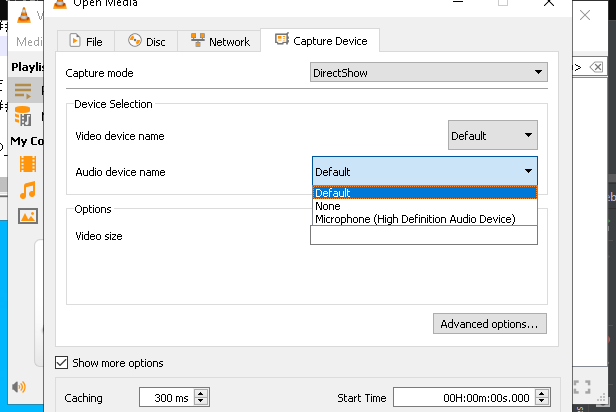 Open Media
Medi
File
Disc
Network
Capture Device
Playlis
Capture mode
DirectShow
Device Selection
Video device name
Default
My Co
Audio device name
Default
Default
None
Microphone (High Definition Audio Device)
Options
Video size
Advanced options...
Show more options
Caching
300 ms
Start Time
00H:00m:00s.000